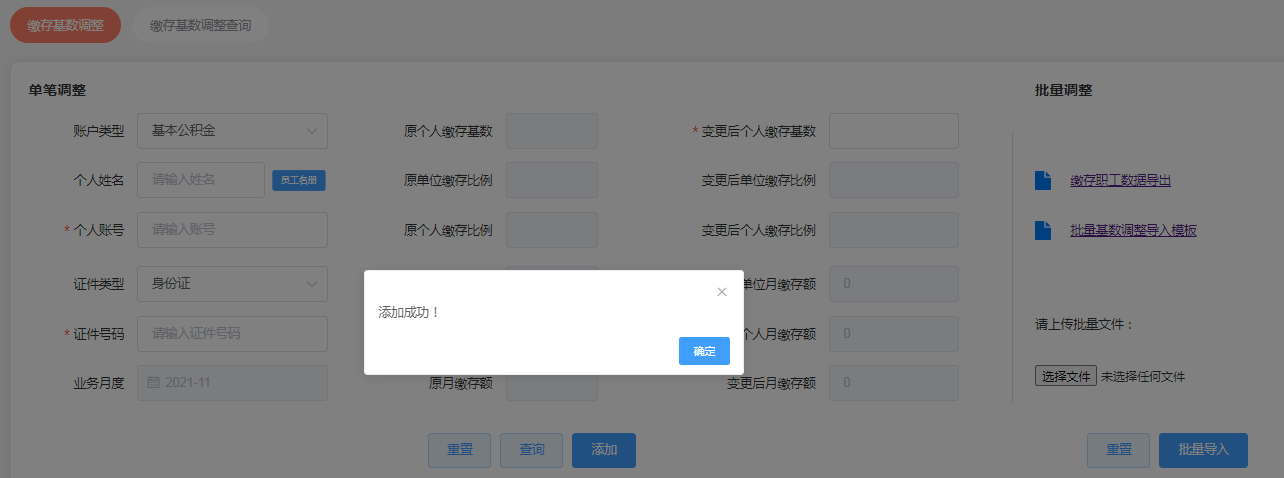 缴存基数调整 缴存基数调整查询
单笔调整 批量调整
账户类型 基本公积金 原个人缴存基数 * 变更后个人缴存基数
个人姓名 请输入姓名 员工名册 原单位缴存比例 变更后单位缴存比例 缴存职工数据导出
* 个人账号 请输入账号 原个人缴存比例 变更后个人缴存比例 批量基数调整导入模板
证件类型 身份证 单位月缴存额 0
添加成功！
请上传批量文件：
* 证件号码 请输入证件号码 个人月缴存额 0
确定
业务月度 2021-11 原月缴存额 变更后月缴存额 0 选择文件 未选择任何文件
重置 查询 添加 重置 批量导入